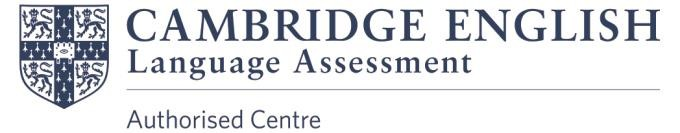 CAMBRIDGE ENGLISH
Language Assessment
Authorised Centre